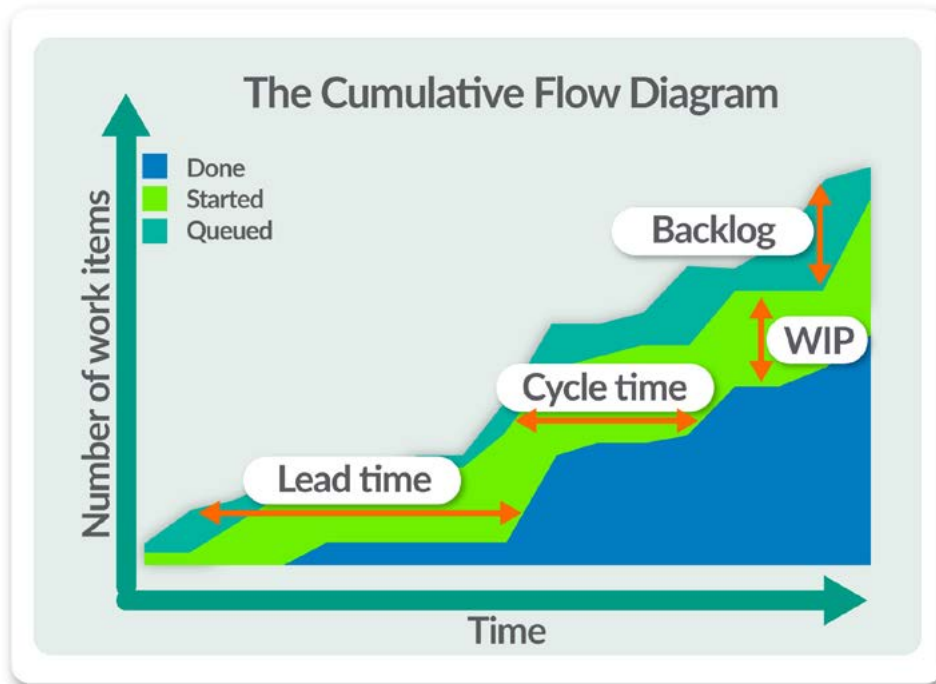 The Cumulative Flow Diagram
Done
Started
Queued
Number of work items
Backlog
WIP
Cycle time
Lead time
Time